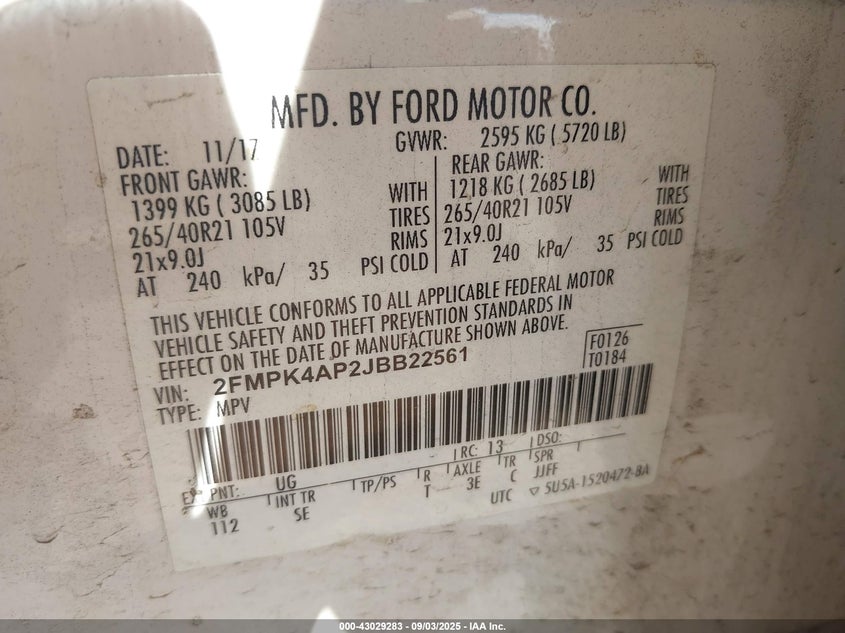 MFD. BY FORD MOTOR CO.
DATE: 11/17
GVWR: 2595 KG ( 5720 LB)
FRONT GAWR:
1399 KG ( 3085 LB) WITH
265/40R21 105V TIRES
21x9.0J RIMS
AT 240 kPa/ 35 PSI COLD
REAR GAWR:
1218 KG ( 2685 LB) WITH
265/40R21 105V TIRES
21x9.0J RIMS
AT 240 kPa/ 35 PSI COLD
THIS VEHICLE CONFORMS TO ALL APPLICABLE FEDERAL MOTOR
VEHICLE SAFETY AND THEFT PREVENTION STANDARDS IN
EFFECT ON THE DATE OF MANUFACTURE SHOWN ABOVE.
VIN: 2FMPK4AP2JBB22561
TYPE: MPV
F0126
T0184
PNT: UG
RC: 13
DSO:
WB
112
INT TR
SE
TP/PS
R
T
AXLE
3E
TR
C
SPR
JJFF
UTC ▽ 5U5A-1520472-BA
000-43029283 - 09/03/2025 - IAA Inc.